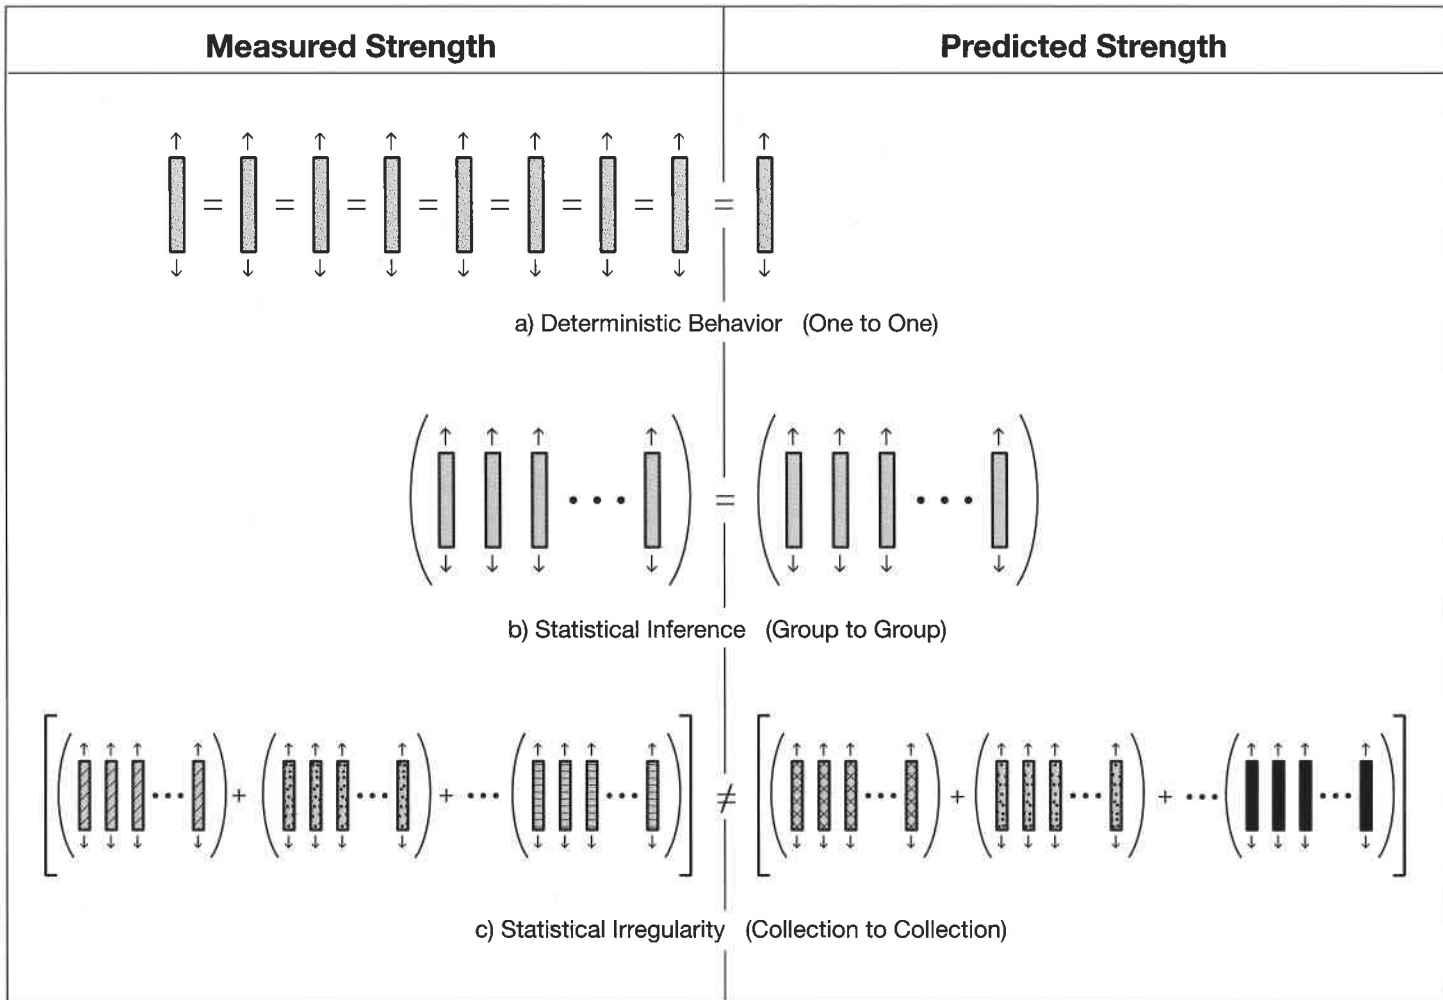 Measured Strength
Predicted Strength
= = = = = = = =
a) Deterministic Behavior (One to One)
=
b) Statistical Inference (Group to Group)
+ + ≠ + +
c) Statistical Irregularity (Collection to Collection)